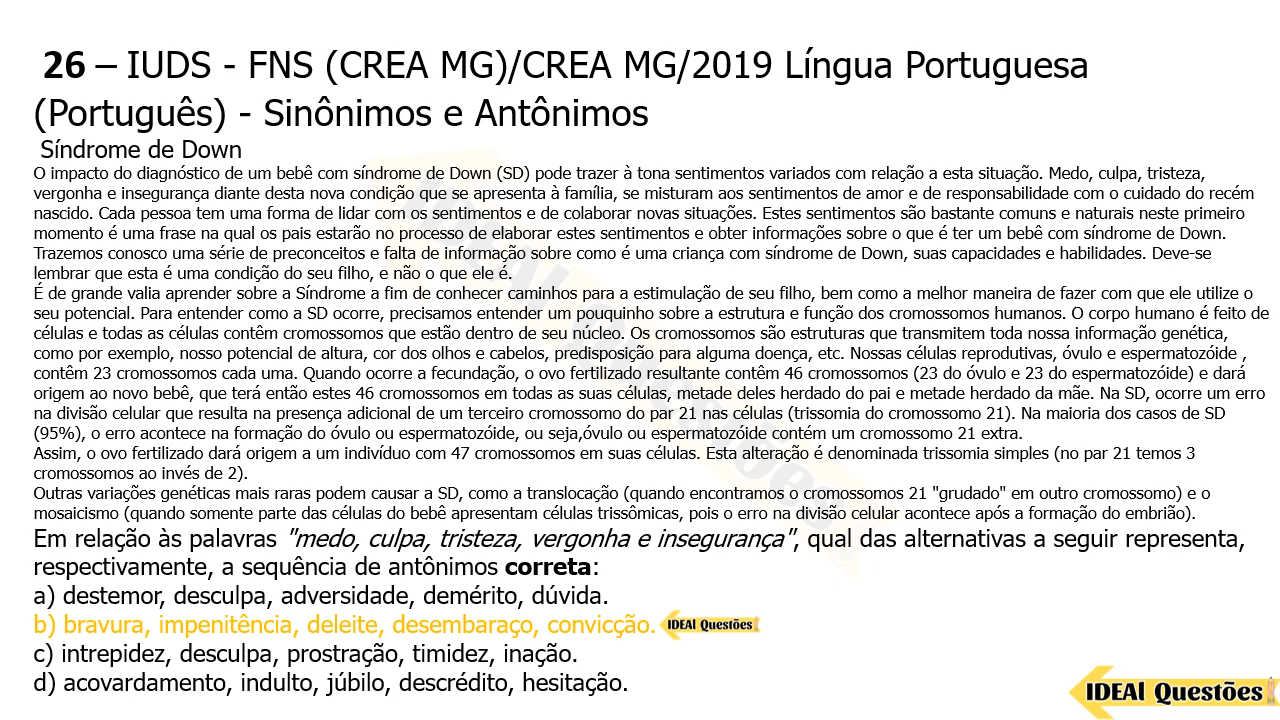 26 – IUDS - FNS (CREA MG)/CREA MG/2019 Língua Portuguesa
(Português) - Sinônimos e Antônimos
Síndrome de Down
O impacto do diagnóstico de um bebê com síndrome de Down (SD) pode trazer à tona sentimentos variados com relação a esta situação. Medo, culpa, tristeza,
vergonha e insegurança diante desta nova condição que se apresenta à família, se misturam aos sentimentos de amor e de responsabilidade com o cuidado do recém
nascido. Cada pessoa tem uma forma de lidar com os sentimentos e de colaborar novas situações. Estes sentimentos são bastante comuns e naturais neste primeiro
momento é uma frase na qual os pais estarão no processo de elaborar estes sentimentos e obter informações sobre o que é ter um bebê com síndrome de Down.
Trazemos conosco uma série de preconceitos e falta de informação sobre como é uma criança com síndrome de Down, suas capacidades e habilidades. Deve-se
lembrar que esta é uma condição do seu filho, e não o que ele é.
É de grande valia aprender sobre a Síndrome a fim de conhecer caminhos para a estimulação de seu filho, bem como a melhor maneira de fazer com que ele utilize o
seu potencial. Para entender como a SD ocorre, precisamos entender um pouquinho sobre a estrutura e função dos cromossomos humanos. O corpo humano é feito de
células e todas as células contêm cromossomos que estão dentro de seu núcleo. Os cromossomos são estruturas que transmitem toda nossa informação genética,
como por exemplo, nosso potencial de altura, cor dos olhos e cabelos, predisposição para alguma doença, etc. Nossas células reprodutivas, óvulo e espermatozóide ,
contêm 23 cromossomos cada uma. Quando ocorre a fecundação, o ovo fertilizado resultante contêm 46 cromossomos (23 do óvulo e 23 do espermatozóide) e dará
origem ao novo bebê, que terá então estes 46 cromossomos em todas as suas células, metade deles herdado do pai e metade herdado da mãe. Na SD, ocorre um erro
na divisão celular que resulta na presença adicional de um terceiro cromossomo do par 21 nas células (trissomia do cromossomo 21). Na maioria dos casos de SD
(95%), o erro acontece na formação do óvulo ou espermatozóide, ou seja,óvulo ou espermatozóide contém um cromossomo 21 extra.
Assim, o ovo fertilizado dará origem a um indivíduo com 47 cromossomos em suas células. Esta alteração é denominada trissomia simples (no par 21 temos 3
cromossomos ao invés de 2).
Outras variações genéticas mais raras podem causar a SD, como a translocação (quando encontramos o cromossomos 21 "grudado" em outro cromossomo) e o
mosaicismo (quando somente parte das células do bebê apresentam células trissômicas, pois o erro na divisão celular acontece após a formação do embrião).
Em relação às palavras "medo, culpa, tristeza, vergonha e insegurança", qual das alternativas a seguir representa,
respectivamente, a sequência de antônimos correta:
a) destemor, desculpa, adversidade, demérito, dúvida.
b) bravura, impenitência, deleite, desembaraço, convicção. IDEAl Questões
c) intrepidez, desculpa, prostração, timidez, inação.
d) acovardamento, indulto, júbilo, descrédito, hesitação.
IDEAl Questões